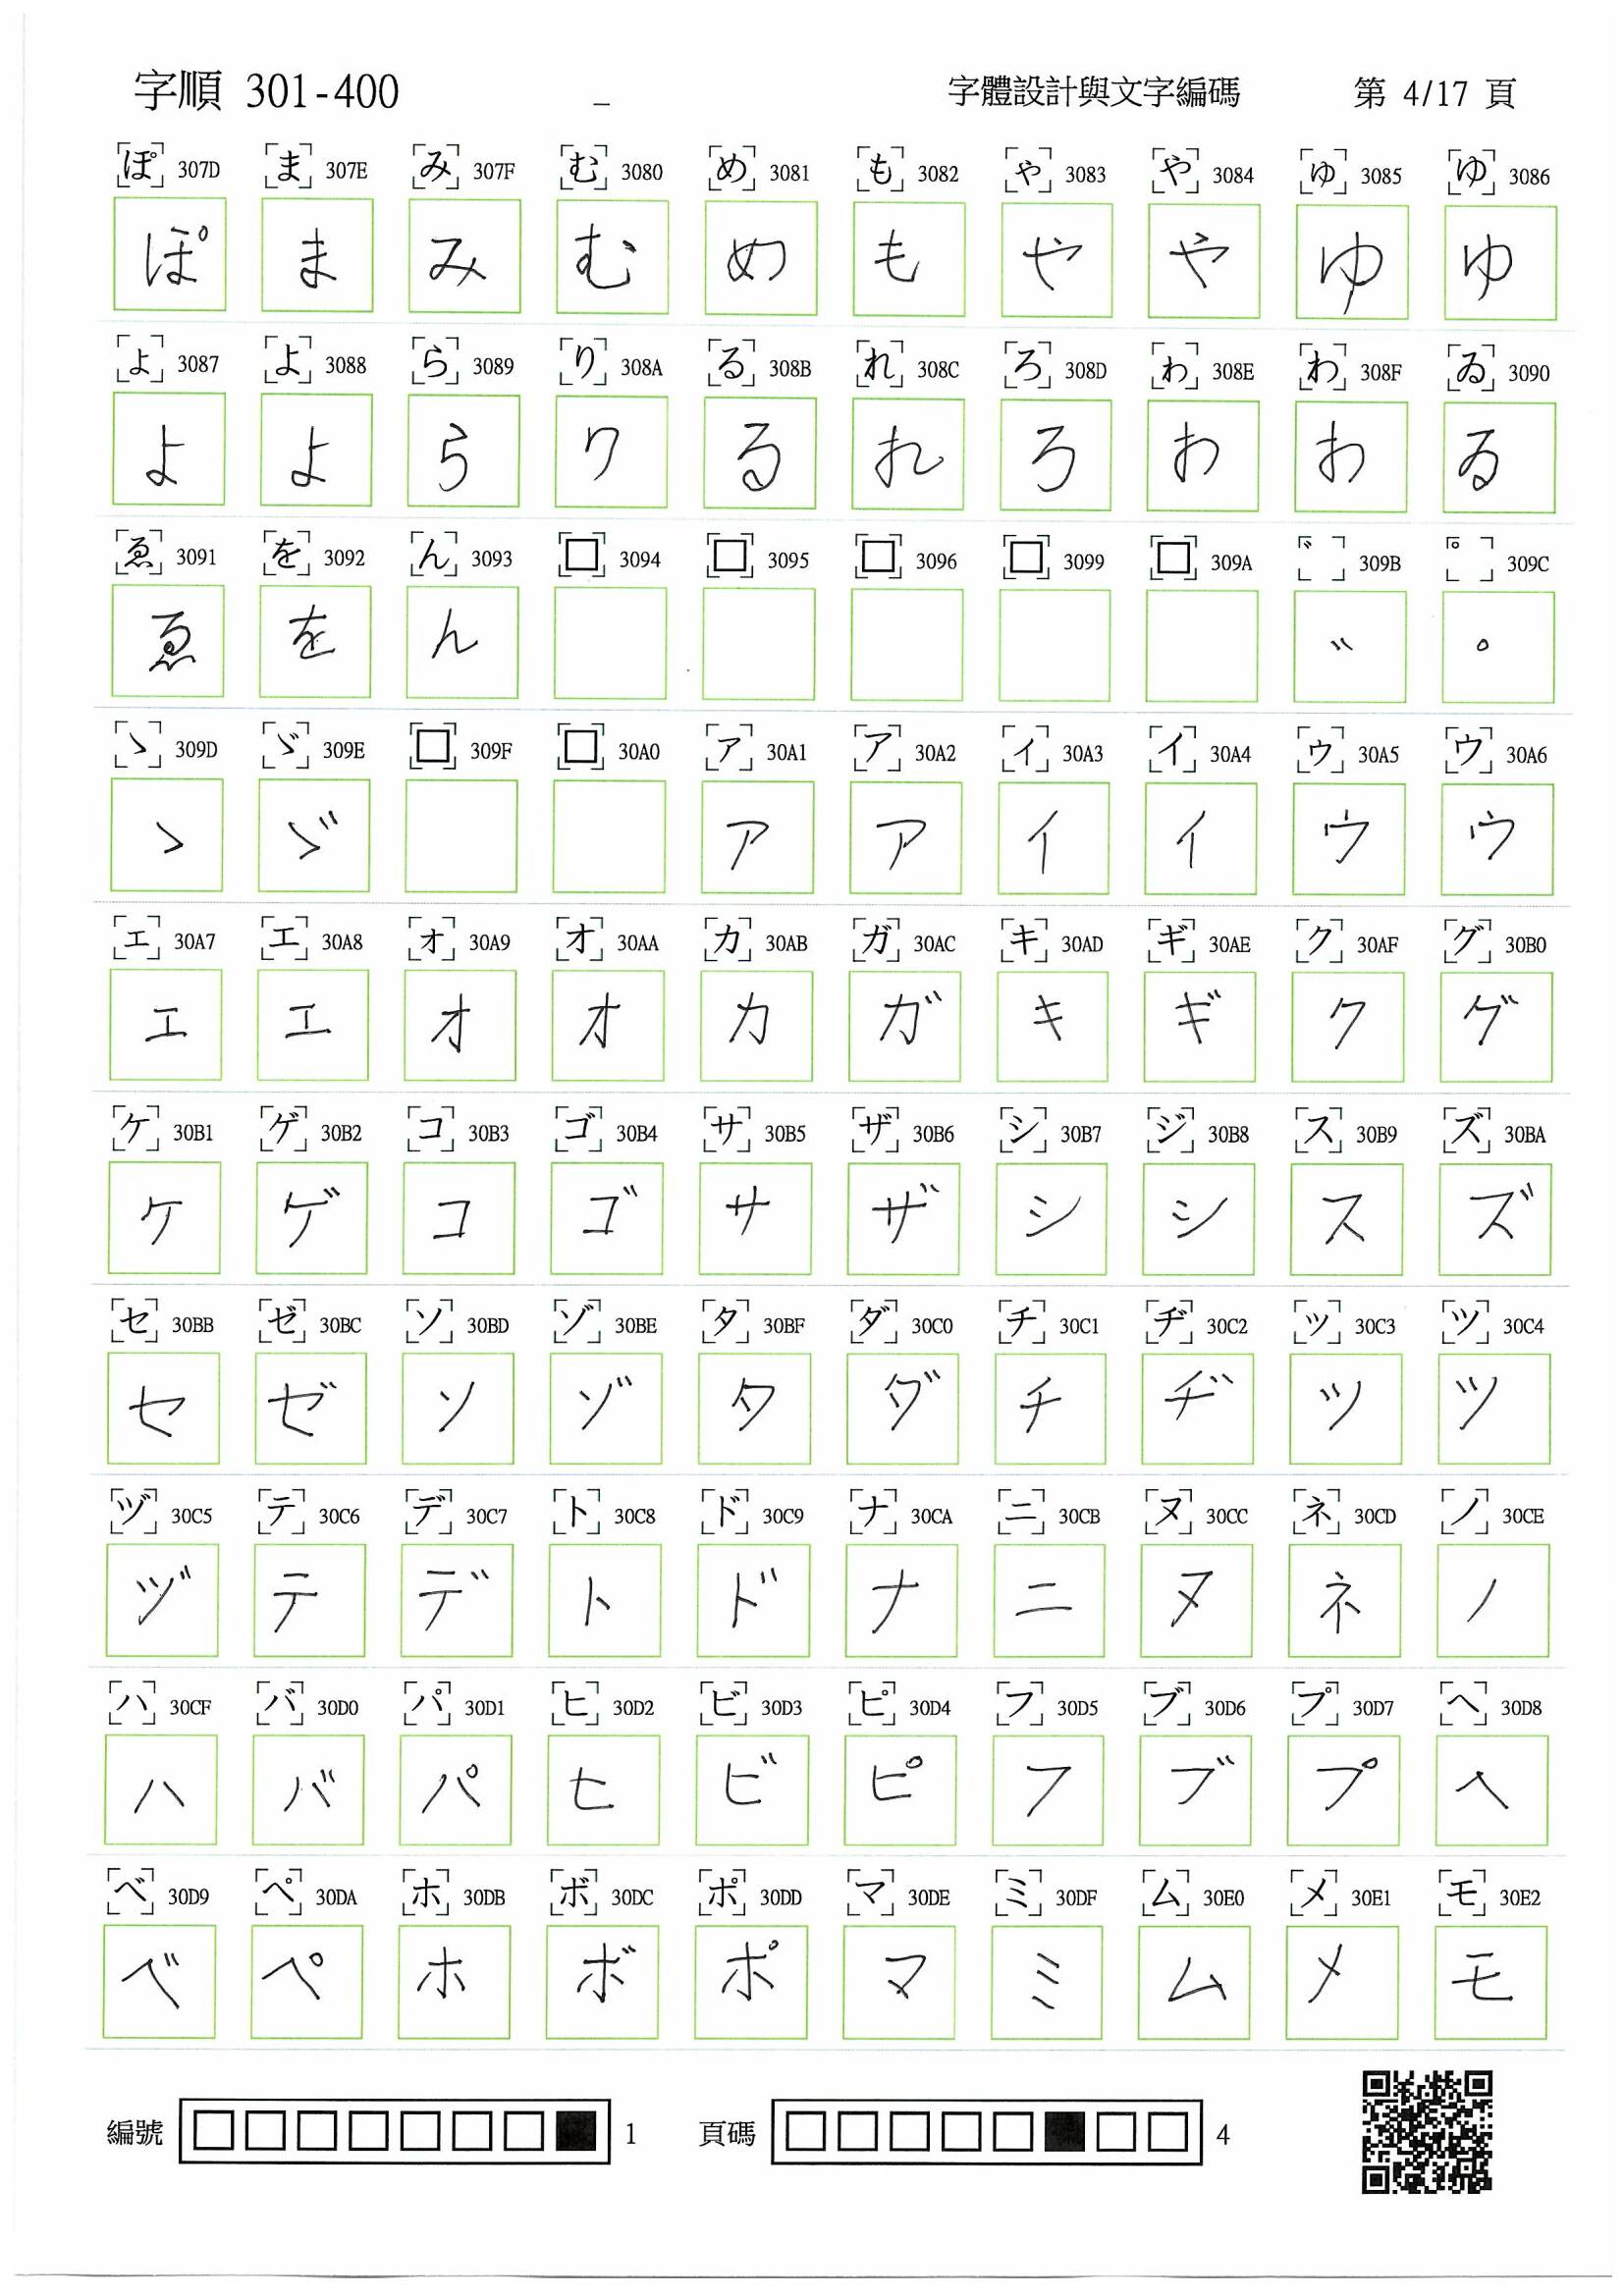 字順 301-400 _ 字體設計與文字編碼 第 4/17 頁
ぽ 307D ま 307E み 307F む 3080 め 3081 も 3082 ゃ 3083 や 3084 ゅ 3085 ゆ 3086
ぽ ま み む め も や や ゆ ゆ
ょ 3087 よ 3088 ら 3089 り 308A る 308B れ 308C ろ 308D ゎ 308E わ 308F ゐ 3090
よ よ ら り る れ ろ わ わ ゐ
ゑ 3091 を 3092 ん 3093 □ 3094 □ 3095 □ 3096 □ 3099 □ 309A ゛ 309B ゜ 309C
ゑ を ん ゛ ゜
ゝ 309D ゞ 309E □ 309F □ 30A0 ァ 30A1 ア 30A2 ィ 30A3 イ 30A4 ゥ 30A5 ウ 30A6
ゝ ゞ ア ア イ イ ウ ウ
ェ 30A7 エ 30A8 ォ 30A9 オ 30AA カ 30AB ガ 30AC キ 30AD ギ 30AE ク 30AF グ 30B0
エ エ オ オ カ ガ キ ギ ク グ
ケ 30B1 ゲ 30B2 コ 30B3 ゴ 30B4 サ 30B5 ザ 30B6 シ 30B7 ジ 30B8 ス 30B9 ズ 30BA
ケ ゲ コ ゴ サ ザ シ シ ス ズ
セ 30BB ゼ 30BC ソ 30BD ゾ 30BE タ 30BF ダ 30C0 チ 30C1 ヂ 30C2 ッ 30C3 ツ 30C4
セ ゼ ソ ゾ タ ダ チ ヂ ツ ツ
ヅ 30C5 テ 30C6 デ 30C7 ト 30C8 ド 30C9 ナ 30CA ニ 30CB ヌ 30CC ネ 30CD ノ 30CE
ヅ テ デ ト ド ナ ニ ヌ ネ ノ
ハ 30CF バ 30D0 パ 30D1 ヒ 30D2 ビ 30D3 ピ 30D4 フ 30D5 ブ 30D6 プ 30D7 ヘ 30D8
ハ バ パ ヒ ビ ピ フ ブ プ ヘ
ベ 30D9 ペ 30DA ホ 30DB ボ 30DC ポ 30DD マ 30DE ミ 30DF ム 30E0 メ 30E1 モ 30E2
ベ ペ ホ ボ ポ マ ミ ム メ モ
編號 1 頁碼 4